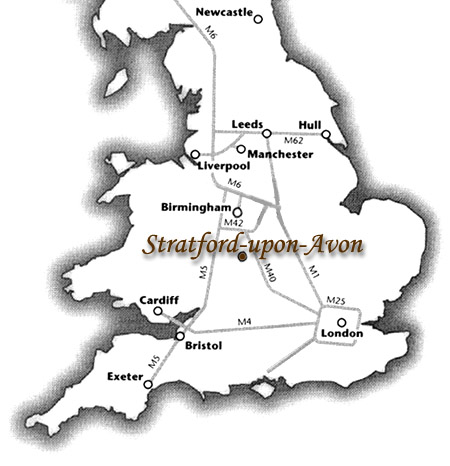 Newcastle
M6
Leeds
Hull
M62
Manchester
Liverpool
M6
Birmingham
M42
Stratford-upon-Avon
M5
M40
M1
Cardiff
M25
M4
London
Bristol
M5
Exeter